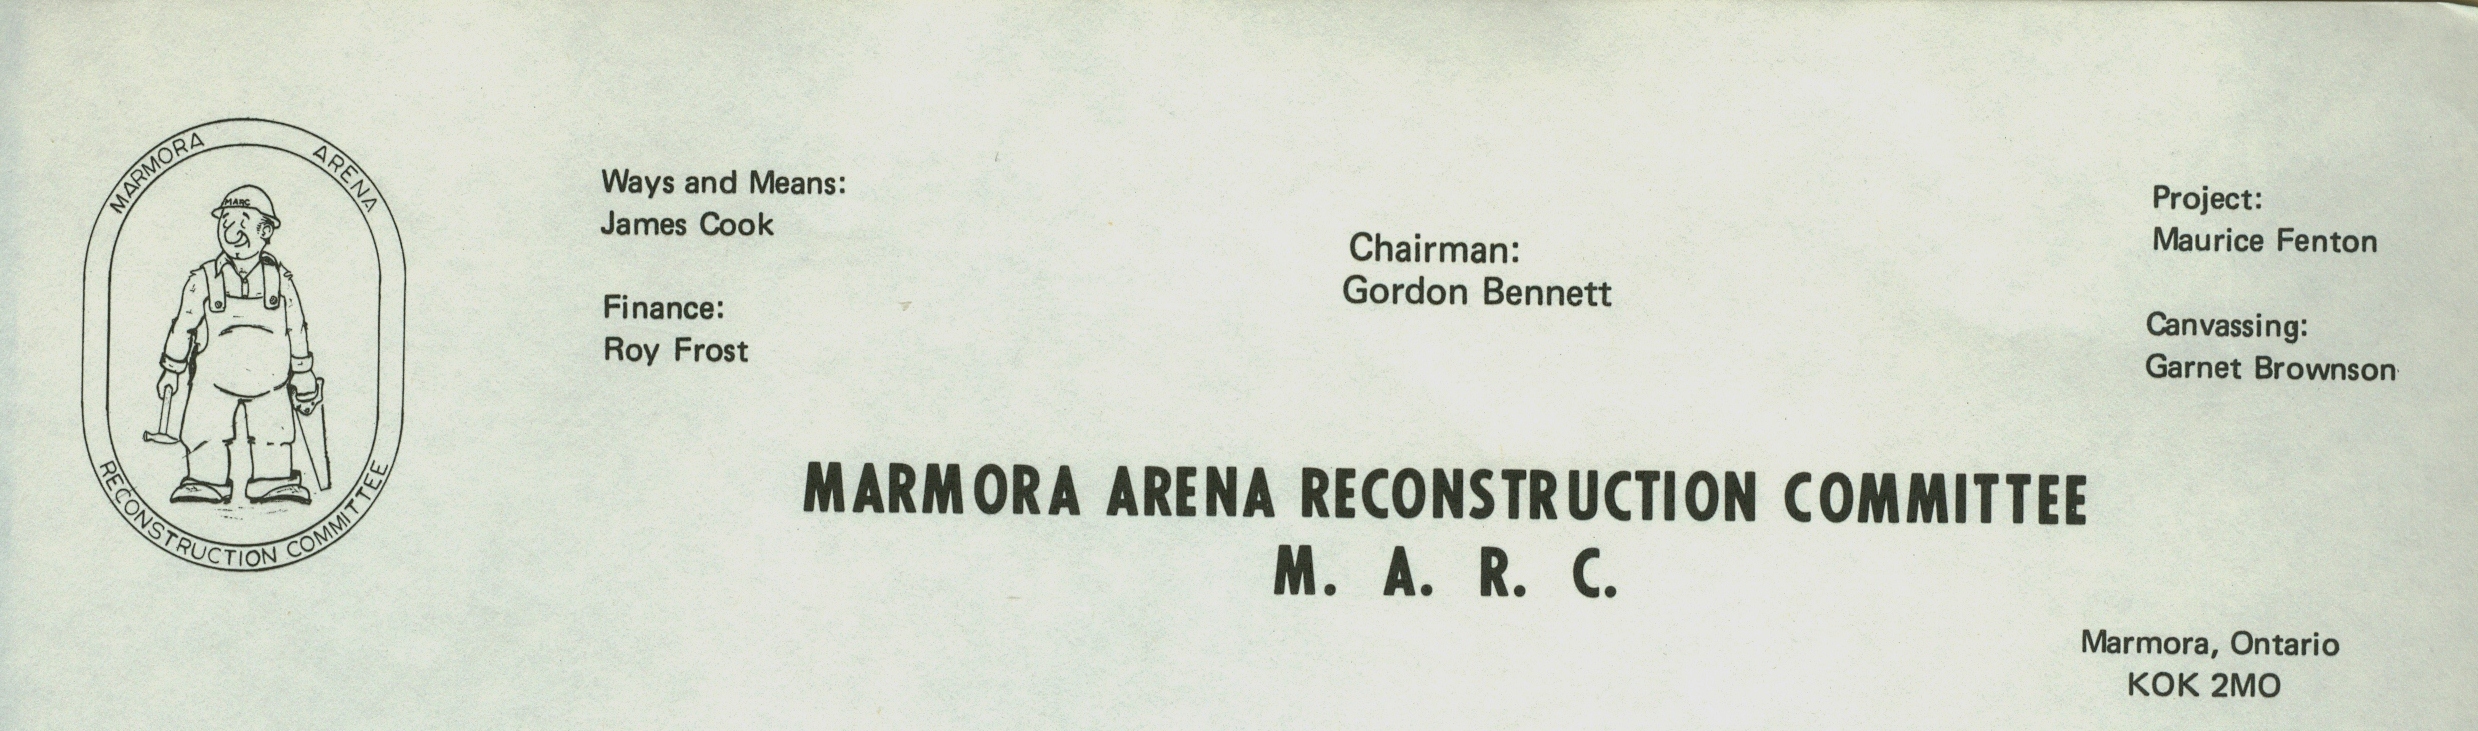 MARMORA ARENA
MARC
RECONSTRUCTION COMMITTEE
Ways and Means:
James Cook
Finance:
Roy Frost
Chairman:
Gordon Bennett
Project:
Maurice Fenton
Canvassing:
Garnet Brownson
MARMORA ARENA RECONSTRUCTION COMMITTEE
M. A. R. C.
Marmora, Ontario
KOK 2MO